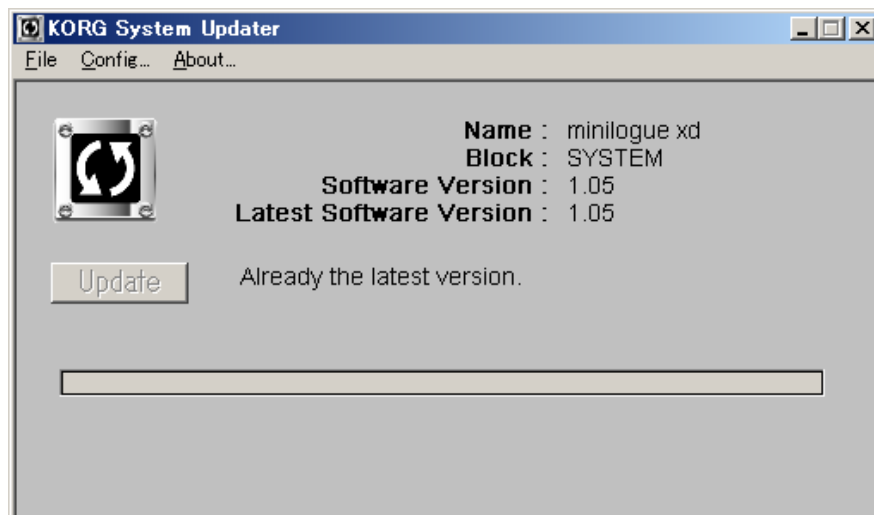 KORG System Updater
File Config... About...
Name : minilogue xd
Block : SYSTEM
Software Version : 1.05
Latest Software Version : 1.05
Update Already the latest version.